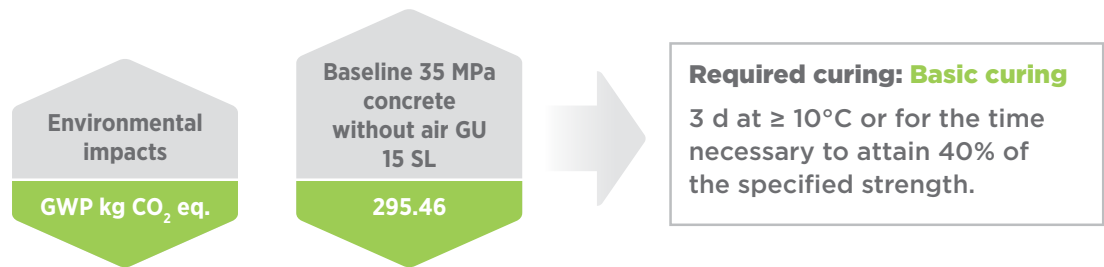 Environmental
impacts
GWP kg CO₂ eq.
Baseline 35 MPa
concrete
without air GU
15 SL
295.46
Required curing: Basic curing
3 d at ≥ 10°C or for the time
necessary to attain 40% of
the specified strength.